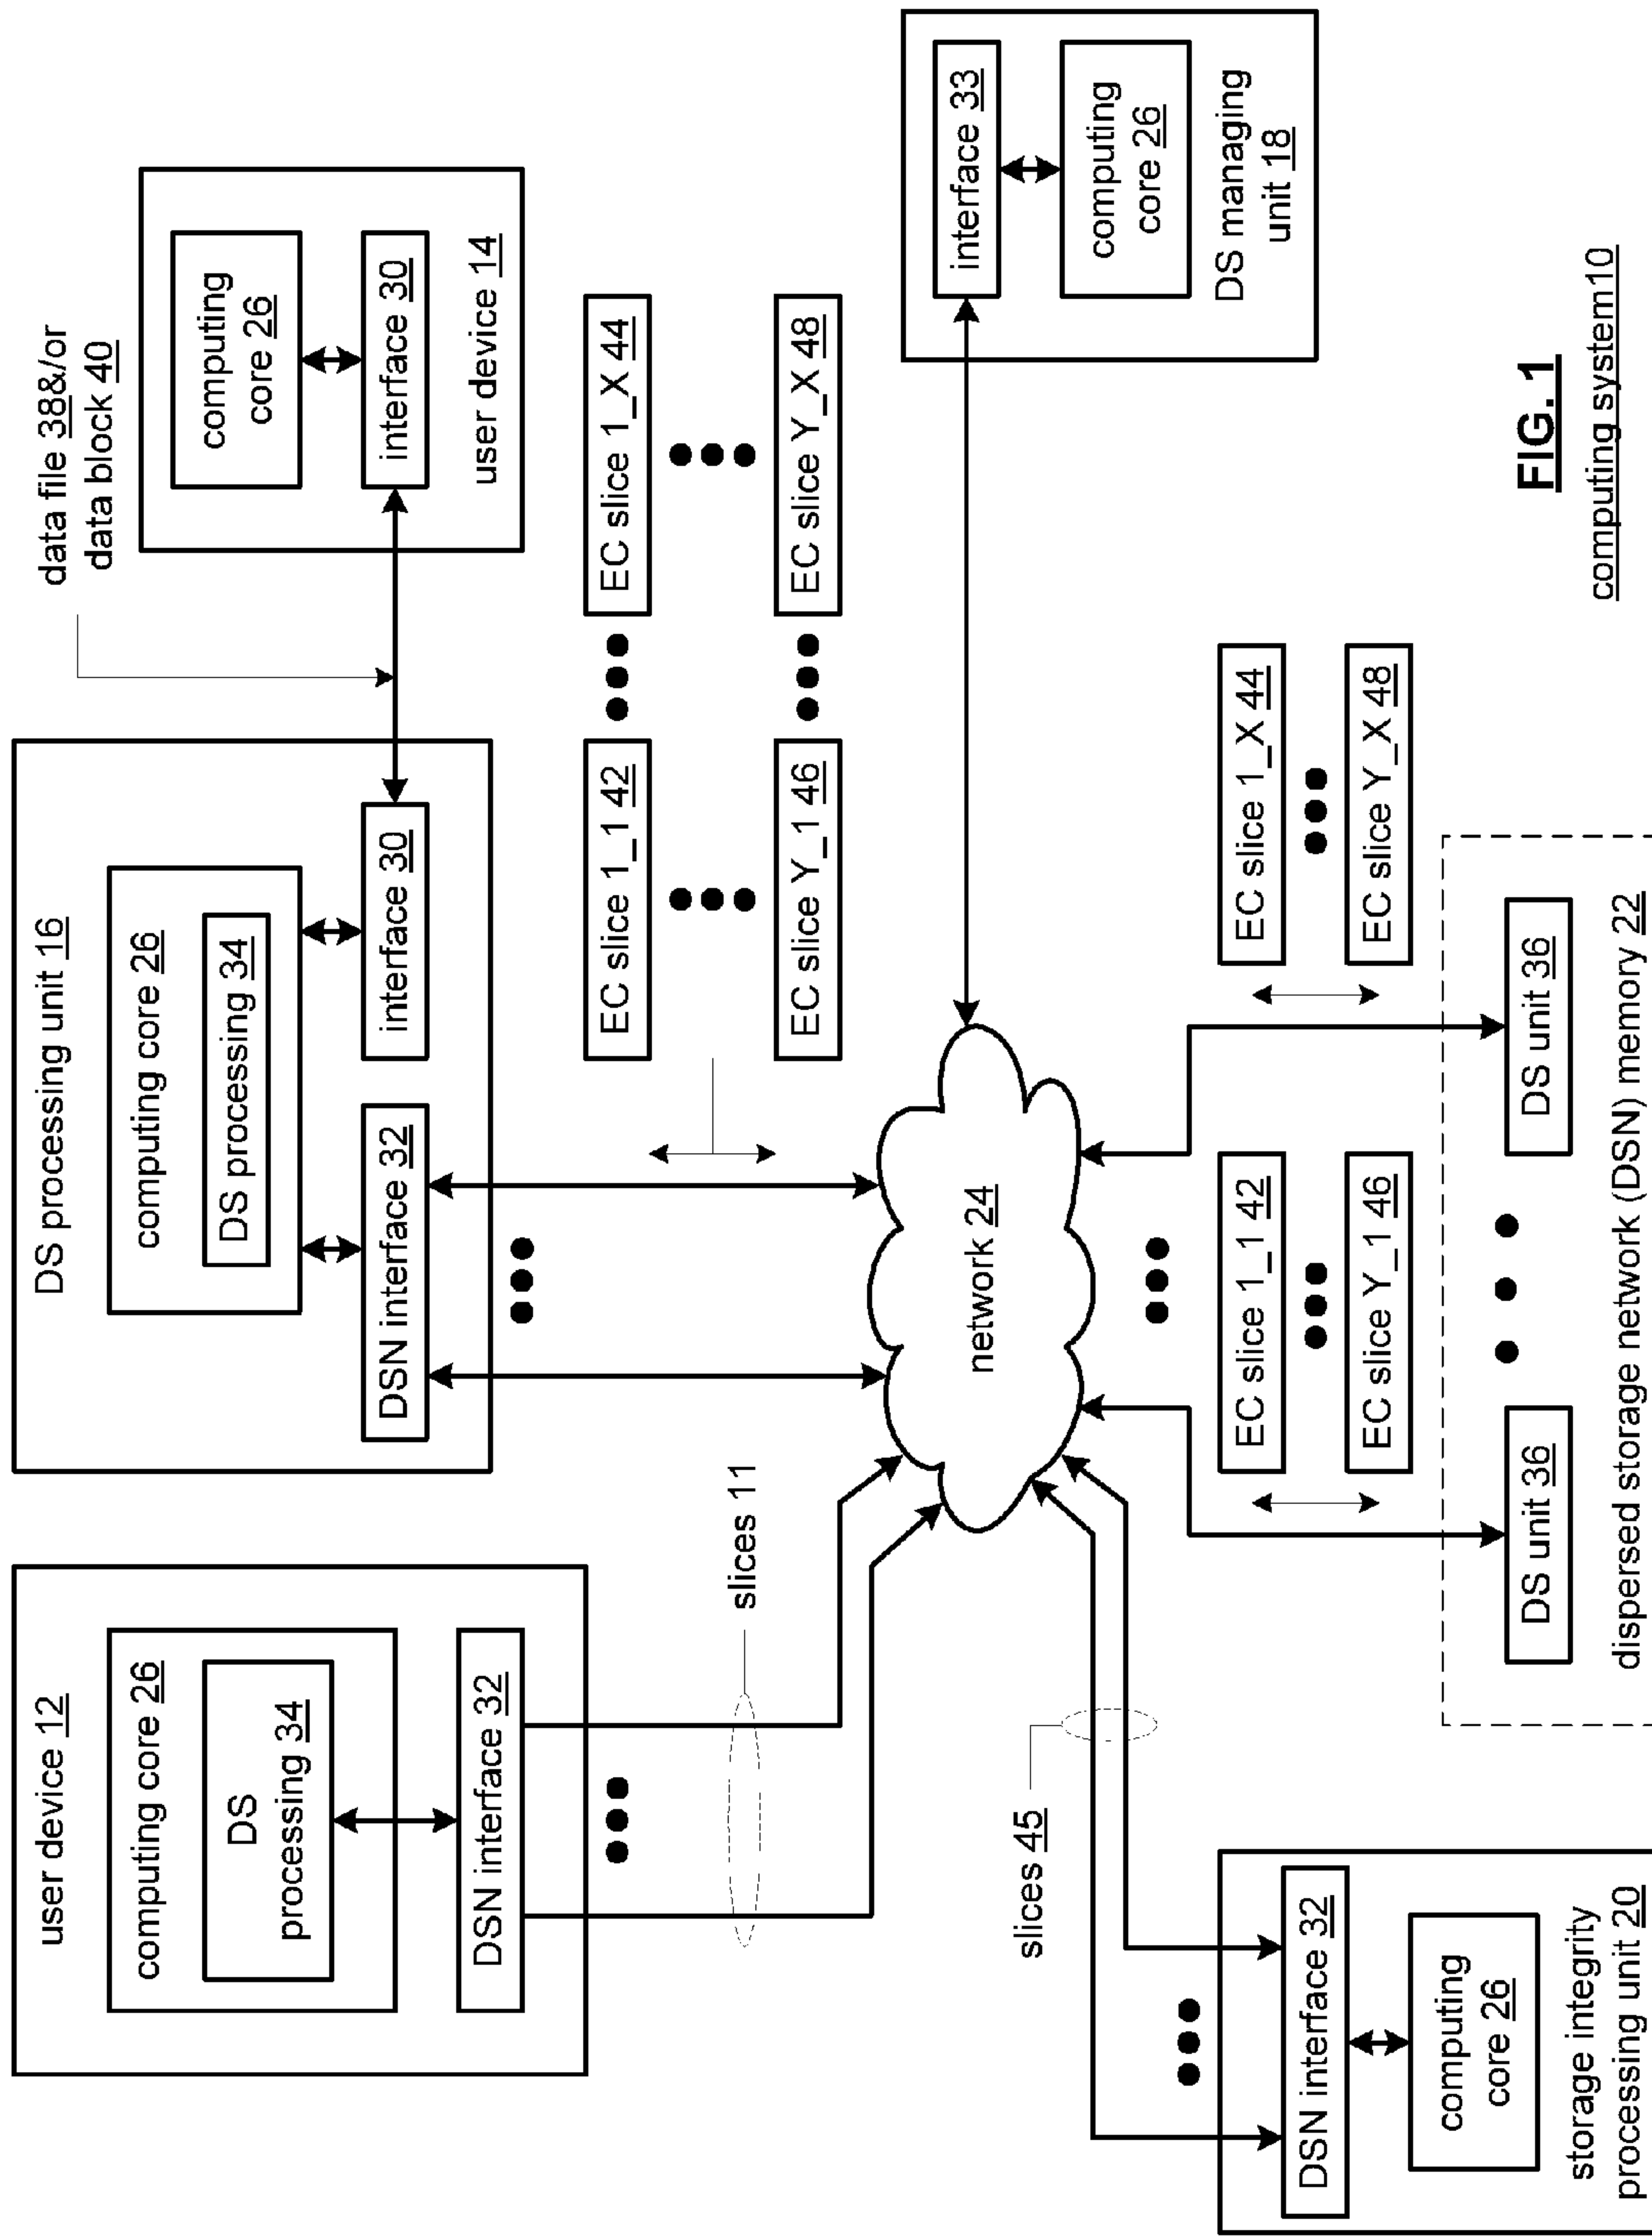 user device 12
computing core 26
DS
processing 34
DSN interface 32
DS processing unit 16
computing core 26
DS processing 34
DSN interface 32
interface 30
data file 38&/or
data block 40
computing
core 26
interface 30
user device 14
slices 11
EC slice 1_1 42
EC slice 1_X 44
EC slice Y_1 46
EC slice Y_X 48
network 24
interface 33
computing
core 26
DS managing
unit 18
slices 45
DSN interface 32
computing
core 26
storage integrity
processing unit 20
EC slice 1_1 42
EC slice Y_1 46
EC slice 1_X 44
EC slice Y_X 48
DS unit 36
DS unit 36
dispersed storage network (DSN) memory 22
FIG. 1
computing system10